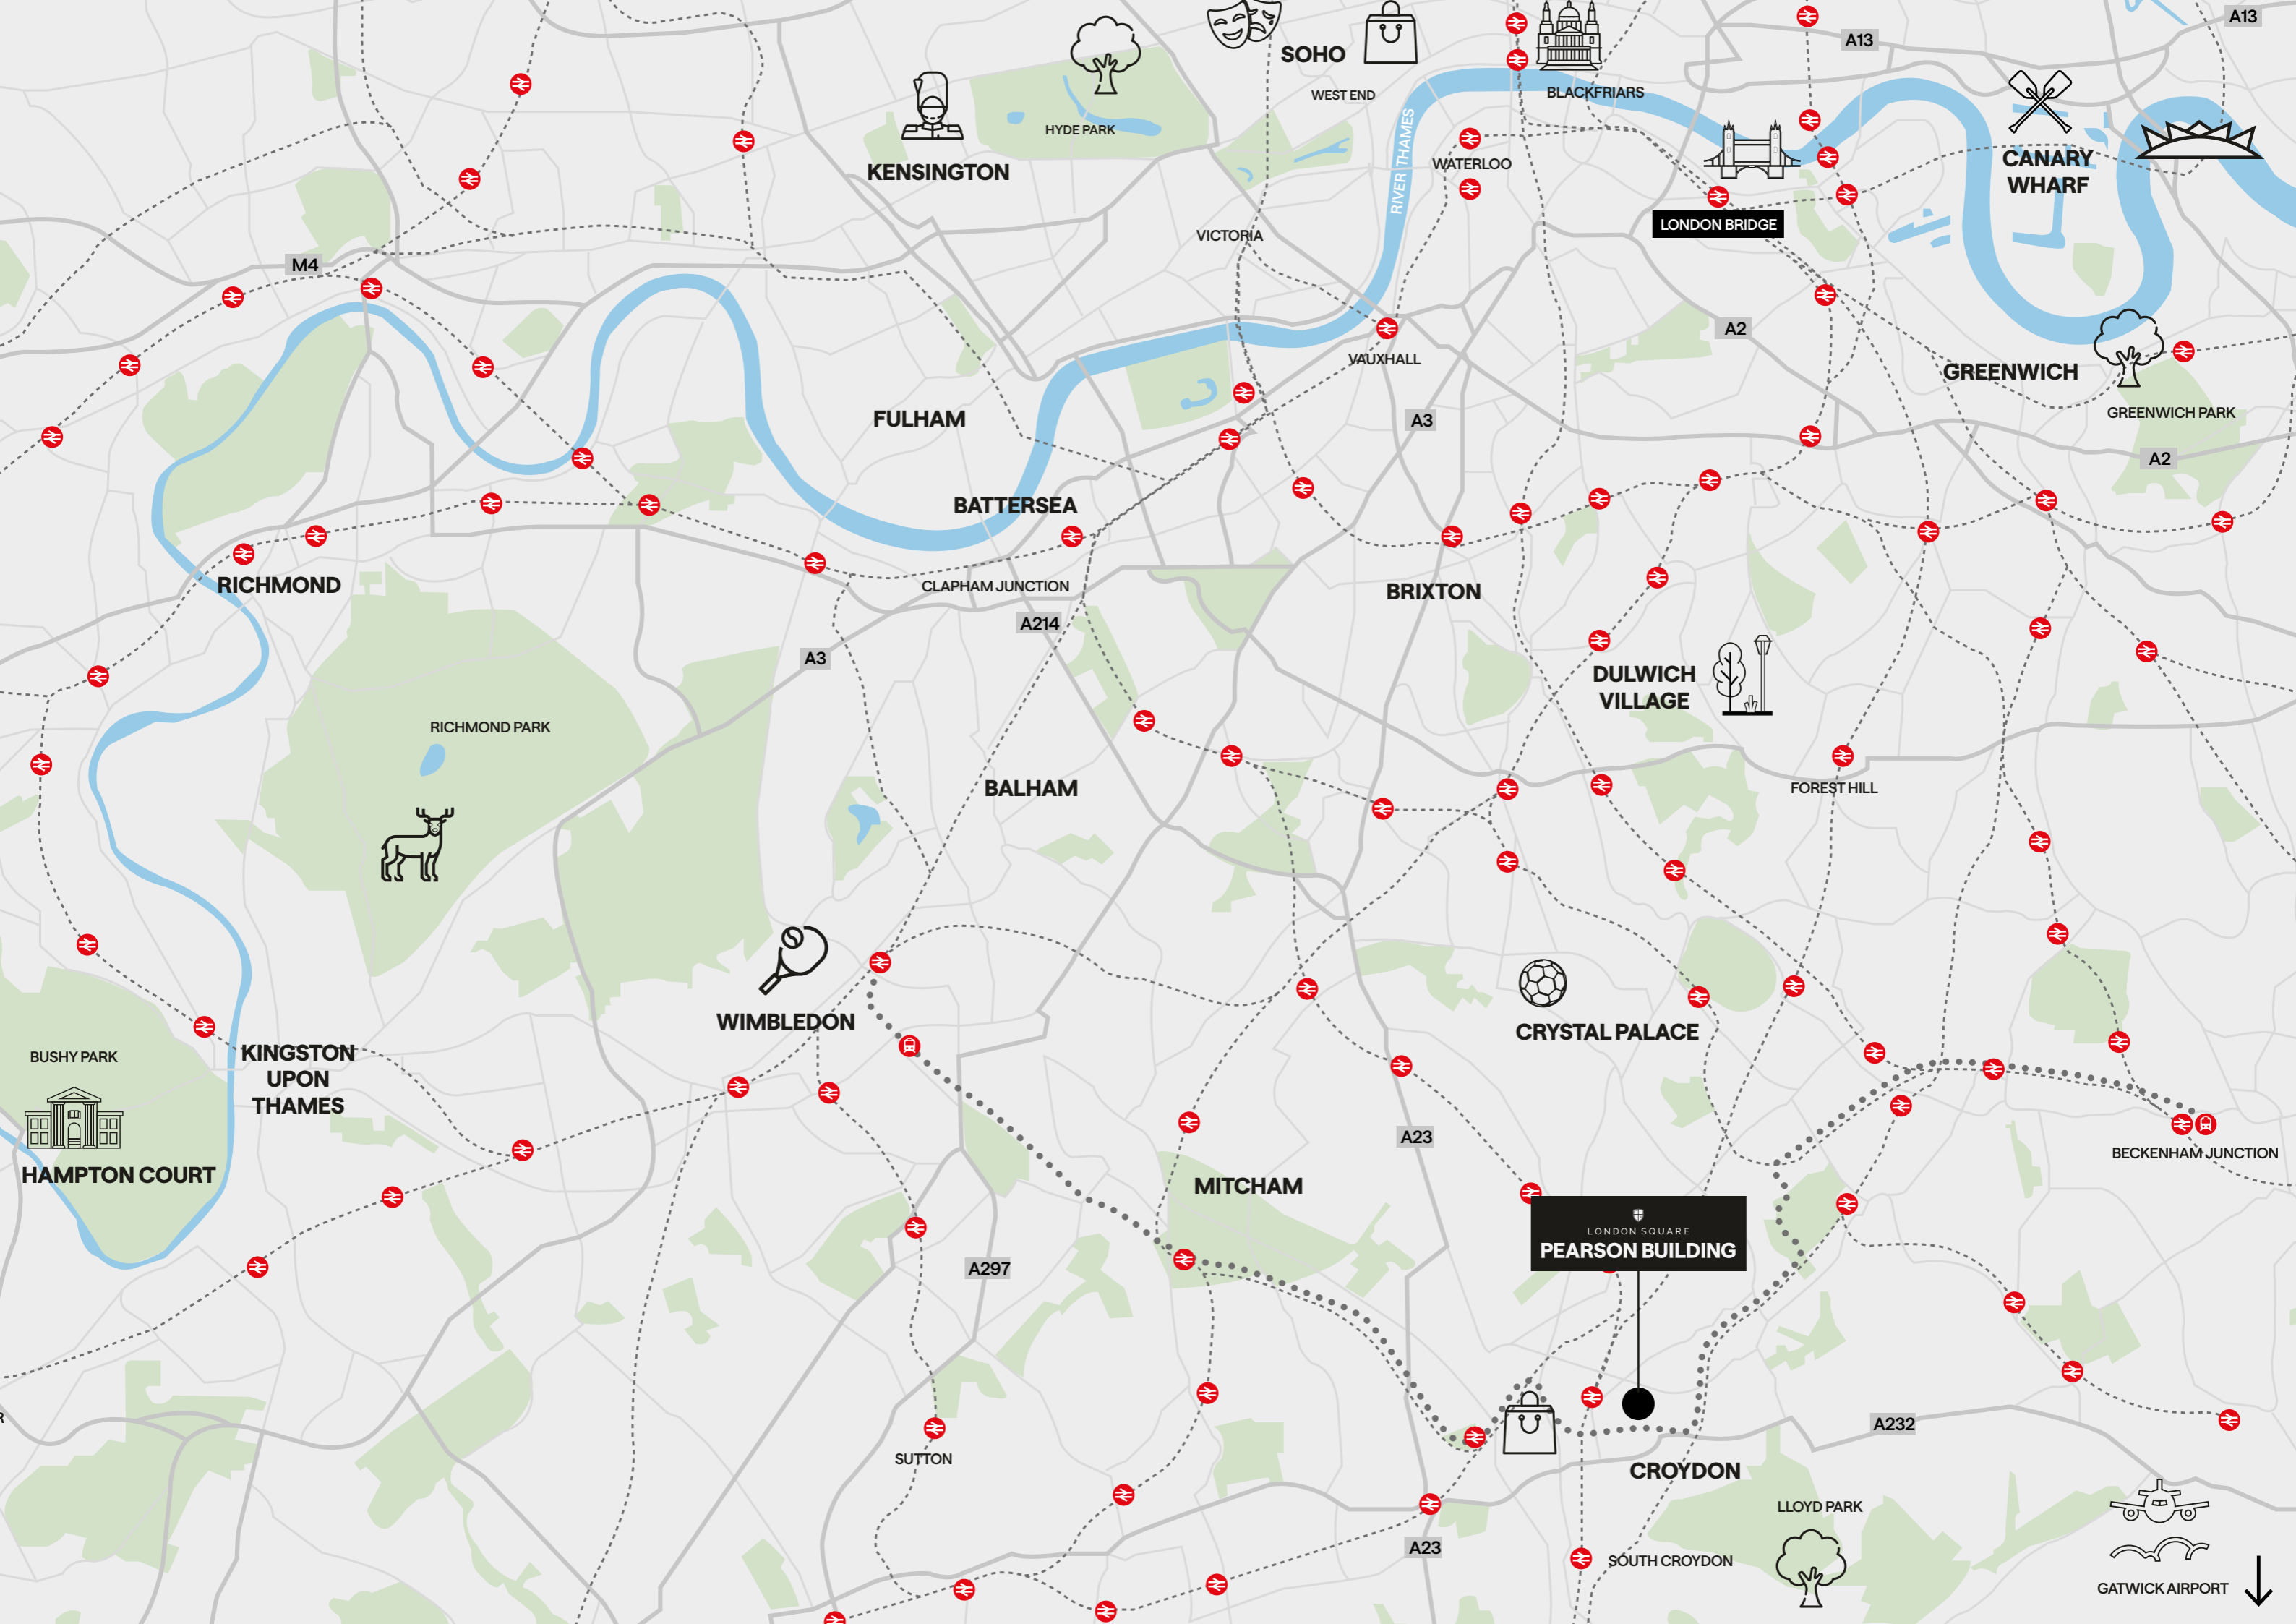 A13
A13
SOHO
WEST END
BLACKFRIARS
HYDE PARK
KENSINGTON
RIVER THAMES
WATERLOO
CANARY
WHARF
LONDON BRIDGE
VICTORIA
M4
A2
VAUXHALL
GREENWICH
GREENWICH PARK
FULHAM
A3
A2
BATTERSEA
RICHMOND
CLAPHAM JUNCTION
BRIXTON
A214
A3
DULWICH
VILLAGE
RICHMOND PARK
BALHAM
FOREST HILL
WIMBLEDON
CRYSTAL PALACE
BUSHY PARK
KINGSTON
UPON
THAMES
HAMPTON COURT
A23
BECKENHAM JUNCTION
MITCHAM
LONDON SQUARE
PEARSON BUILDING
A297
R
A232
SUTTON
CROYDON
LLOYD PARK
A23
SOUTH CROYDON
GATWICK AIRPORT